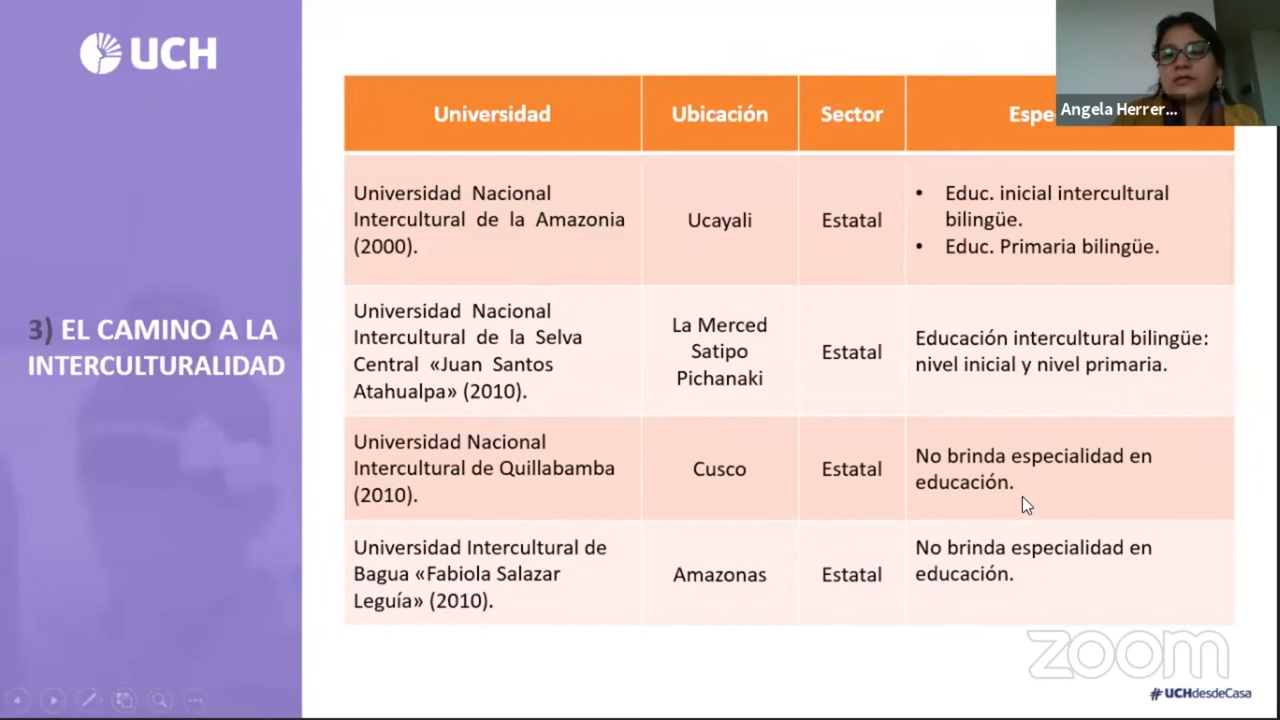 UCH
3) EL CAMINO A LA
INTERCULTURALIDAD
Universidad
Ubicación
Sector
Angela Herrer...
Universidad Nacional
Intercultural de la Amazonia
(2000).
Ucayali
Estatal
• Educ. inicial intercultural
bilingüe.
• Educ. Primaria bilingüe.
Universidad Nacional
Intercultural de la Selva
Central «Juan Santos
Atahualpa» (2010).
La Merced
Satipo
Pichanaki
Estatal
Educación intercultural bilingüe:
nivel inicial y nivel primaria.
Universidad Nacional
Intercultural de Quillabamba
(2010).
Cusco
Estatal
No brinda especialidad en
educación.
Universidad Intercultural de
Bagua «Fabiola Salazar
Leguía» (2010).
Amazonas
Estatal
No brinda especialidad en
educación.
zoom
#UCHdesdeCasa